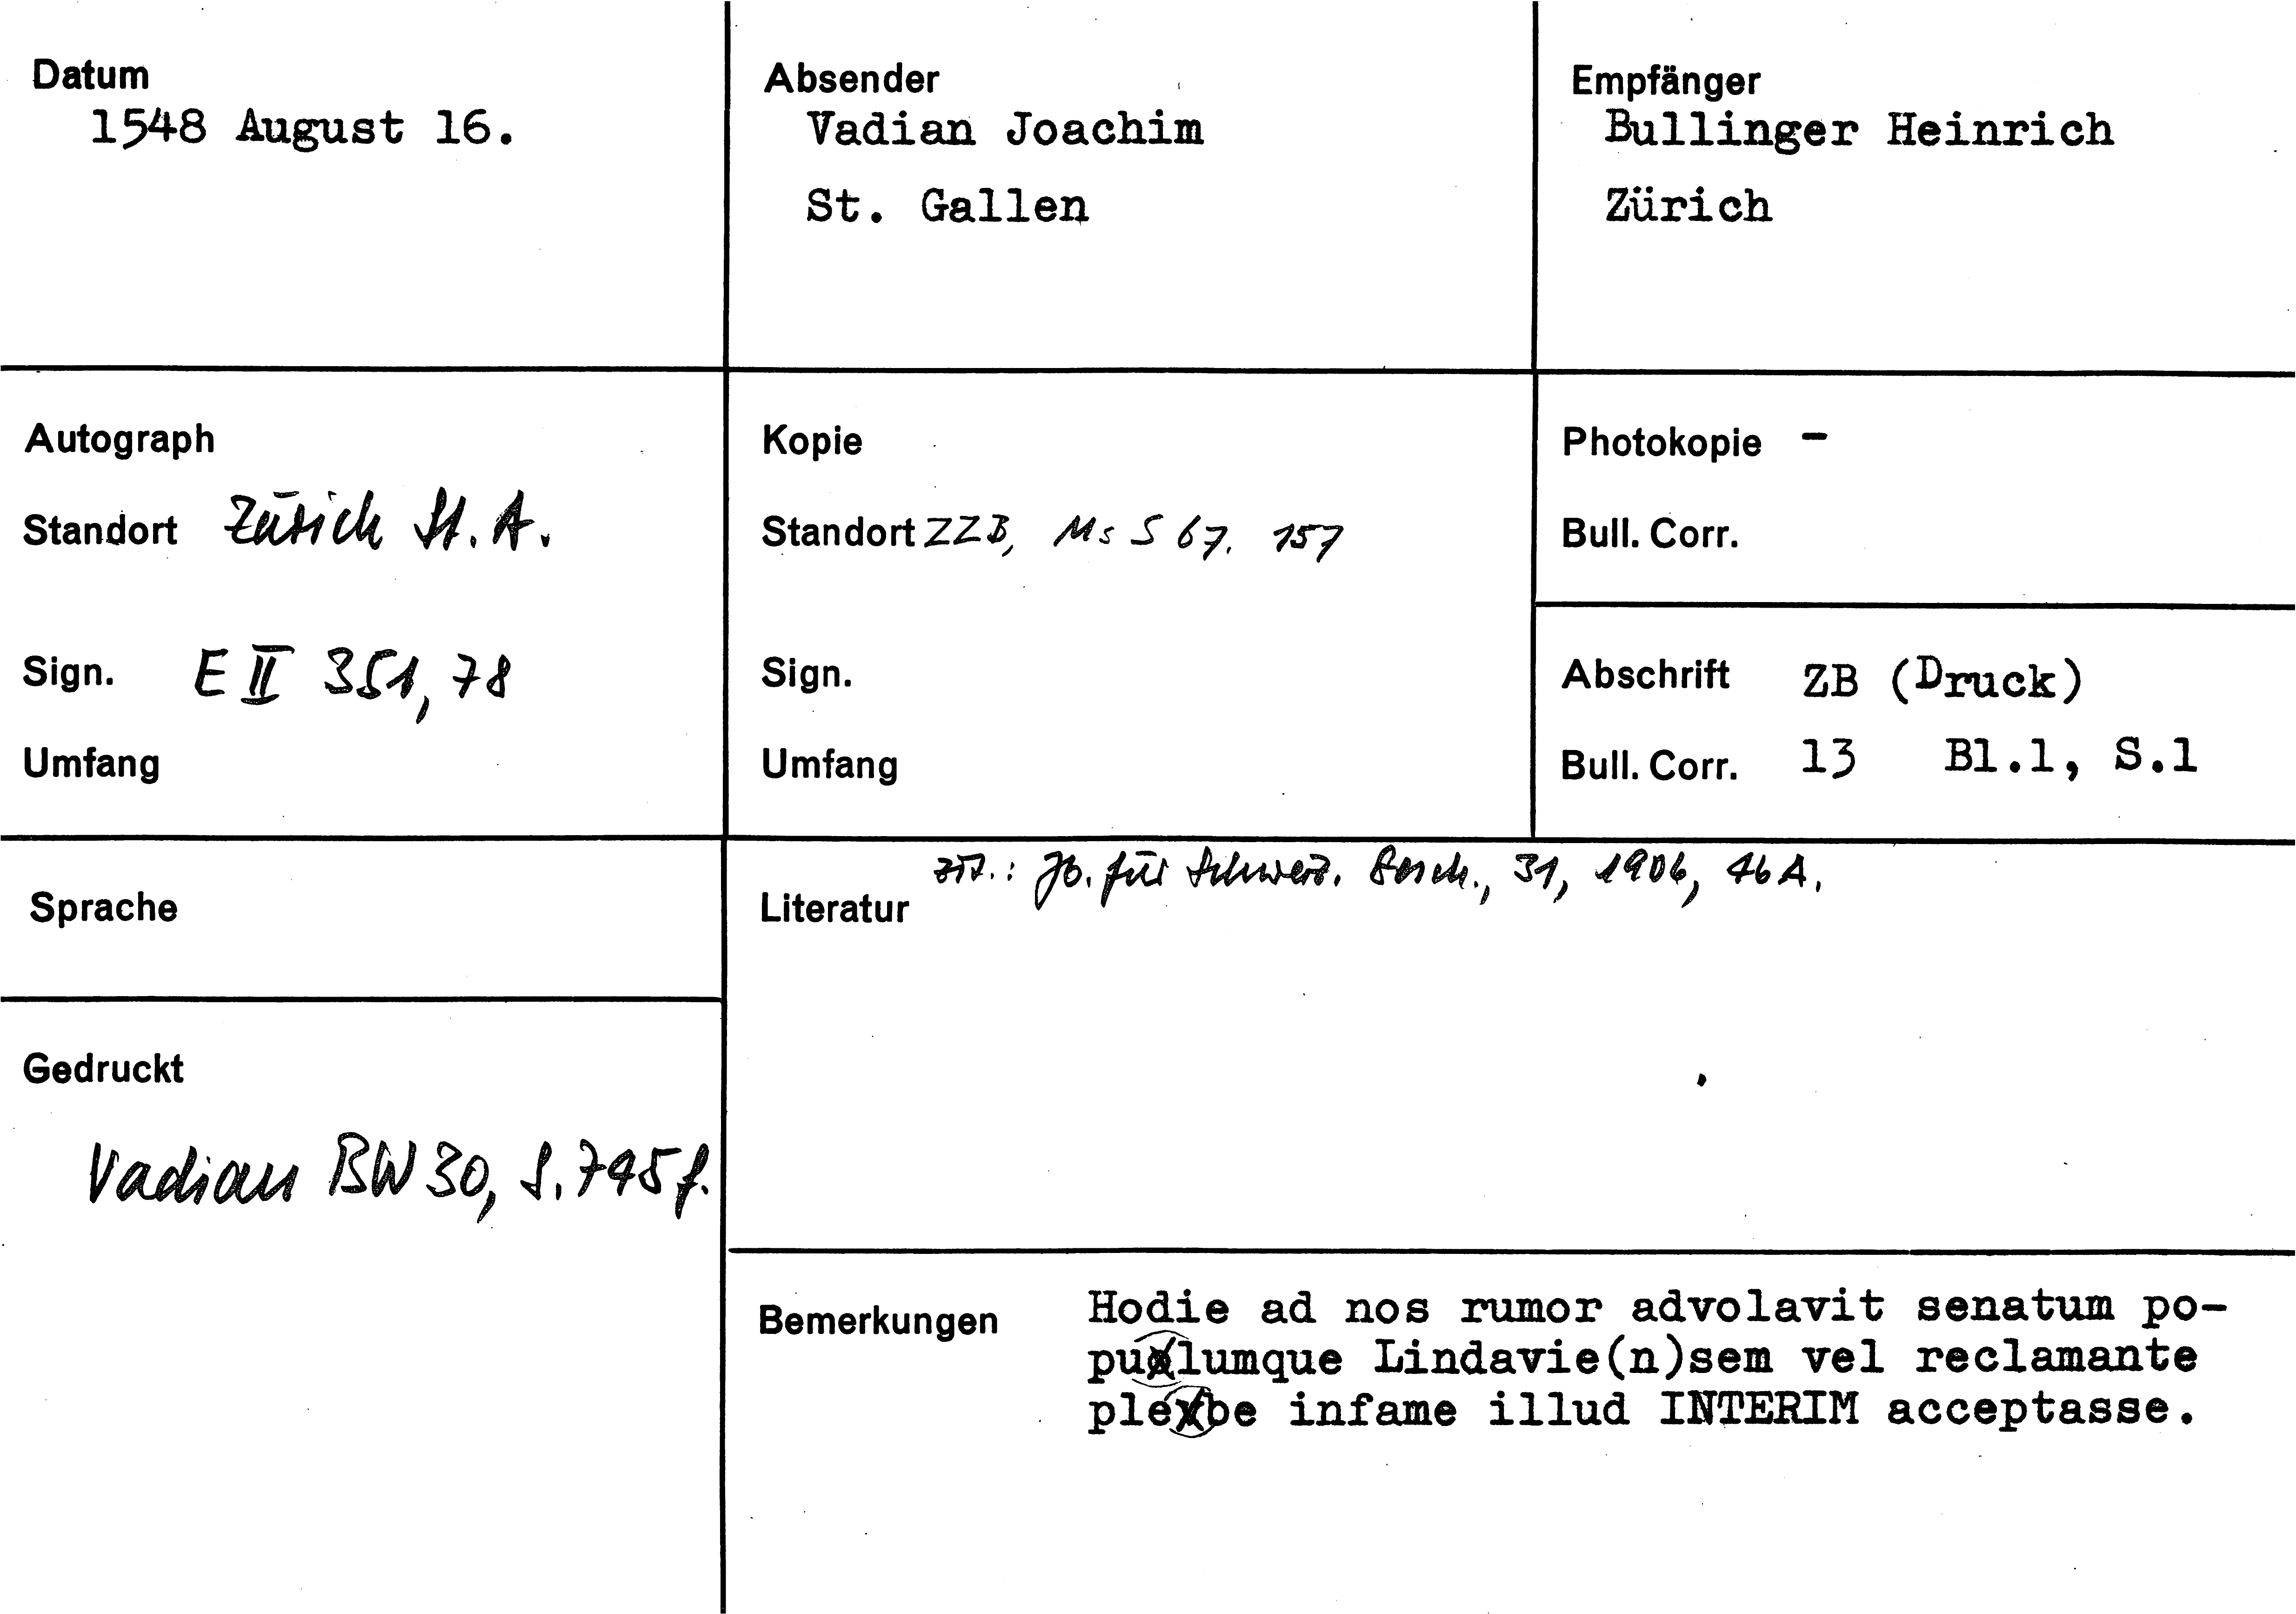 Datum
1548 August 16.
Absender
Vadian Joachim
St. Gallen
Empfänger
Bullinger Heinrich
Zürich
Autograph
Standort Zürich St. A.
Sign. E II 351, 78
Umfang
Kopie
Standort ZZB, Ms S 67. 157
Sign.
Umfang
Photokopie -
Bull. Corr.
Abschrift ZB (Druck)
Bull. Corr. 13 Bl.1, S.1
Sprache
Gedruckt
Vadian BW 30, S. 745 f.
zit.: Jb. für Schweiz. Gesch., 31, 1906, 46 A.
Literatur
Bemerkungen
Hodie ad nos rumor advolavit senatum po-
pulumque Lindavie(n)sem vel reclamante
plebe infame illud INTERIM acceptasse.